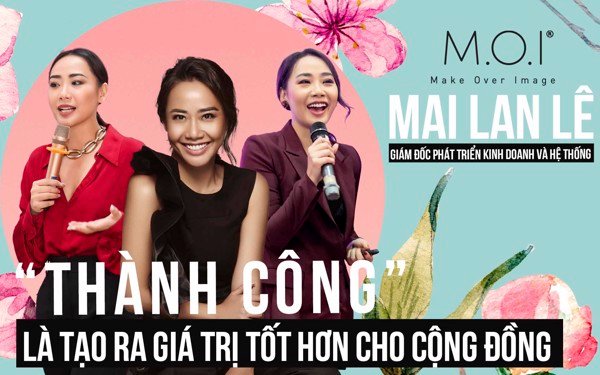 M.O.I®
Make Over Image
MAI LAN LÊ
GIÁM ĐỐC PHÁT TRIỂN KINH DOANH VÀ HỆ THỐNG
“THÀNH CÔNG”
LÀ TẠO RA GIÁ TRỊ TỐT HƠN CHO CỘNG ĐỒNG